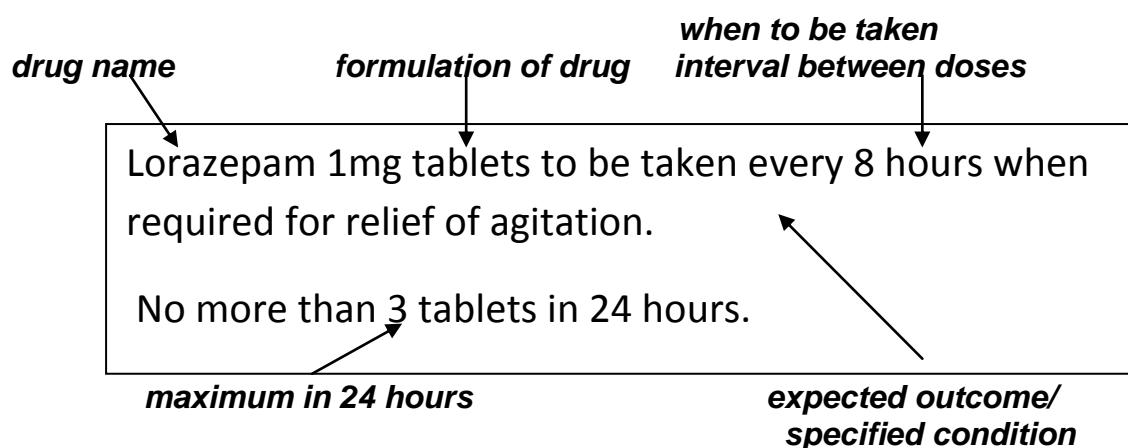 when to be taken
drug name formulation of drug interval between doses
Lorazepam 1mg tablets to be taken every 8 hours when
required for relief of agitation.
No more than 3 tablets in 24 hours.
maximum in 24 hours expected outcome/
specified condition